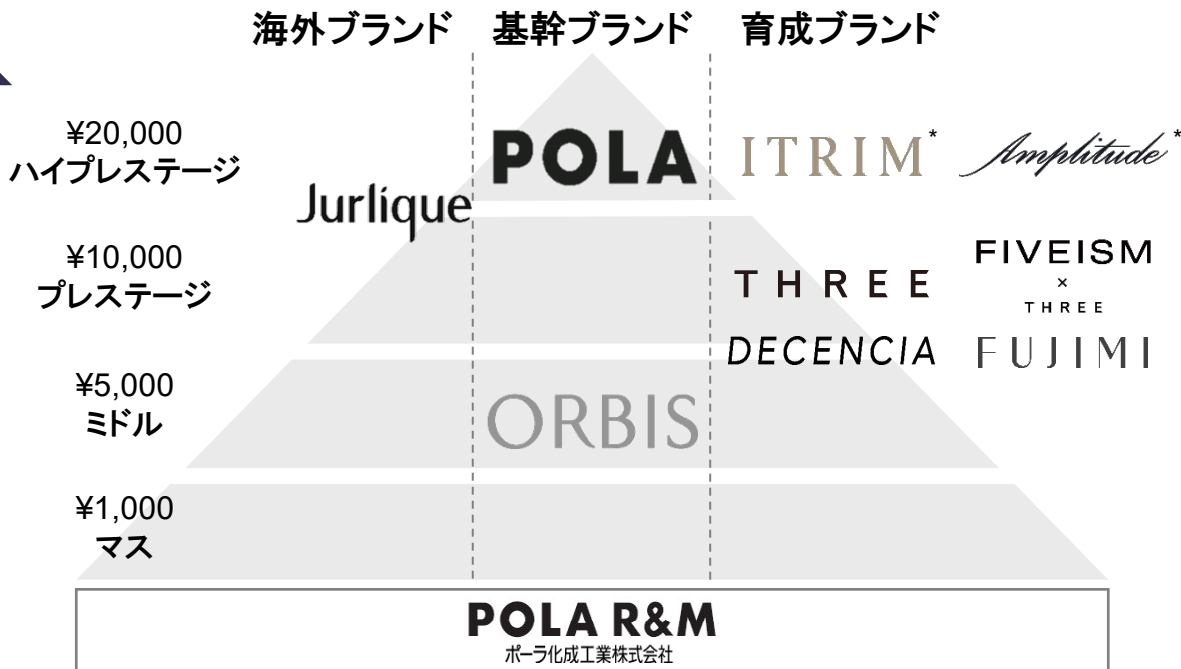 海外ブランド 基幹ブランド 育成ブランド
¥20,000
ハイプレステージ
POLA
ITRIM*
Amplitude*
Jurlique
¥10,000
プレステージ
THREE
FIVEISM
×
THREE
DECENCIA
FUJIMI
¥5,000
ミドル
ORBIS
¥1,000
マス
POLA R&M
ポーラ化成工業株式会社